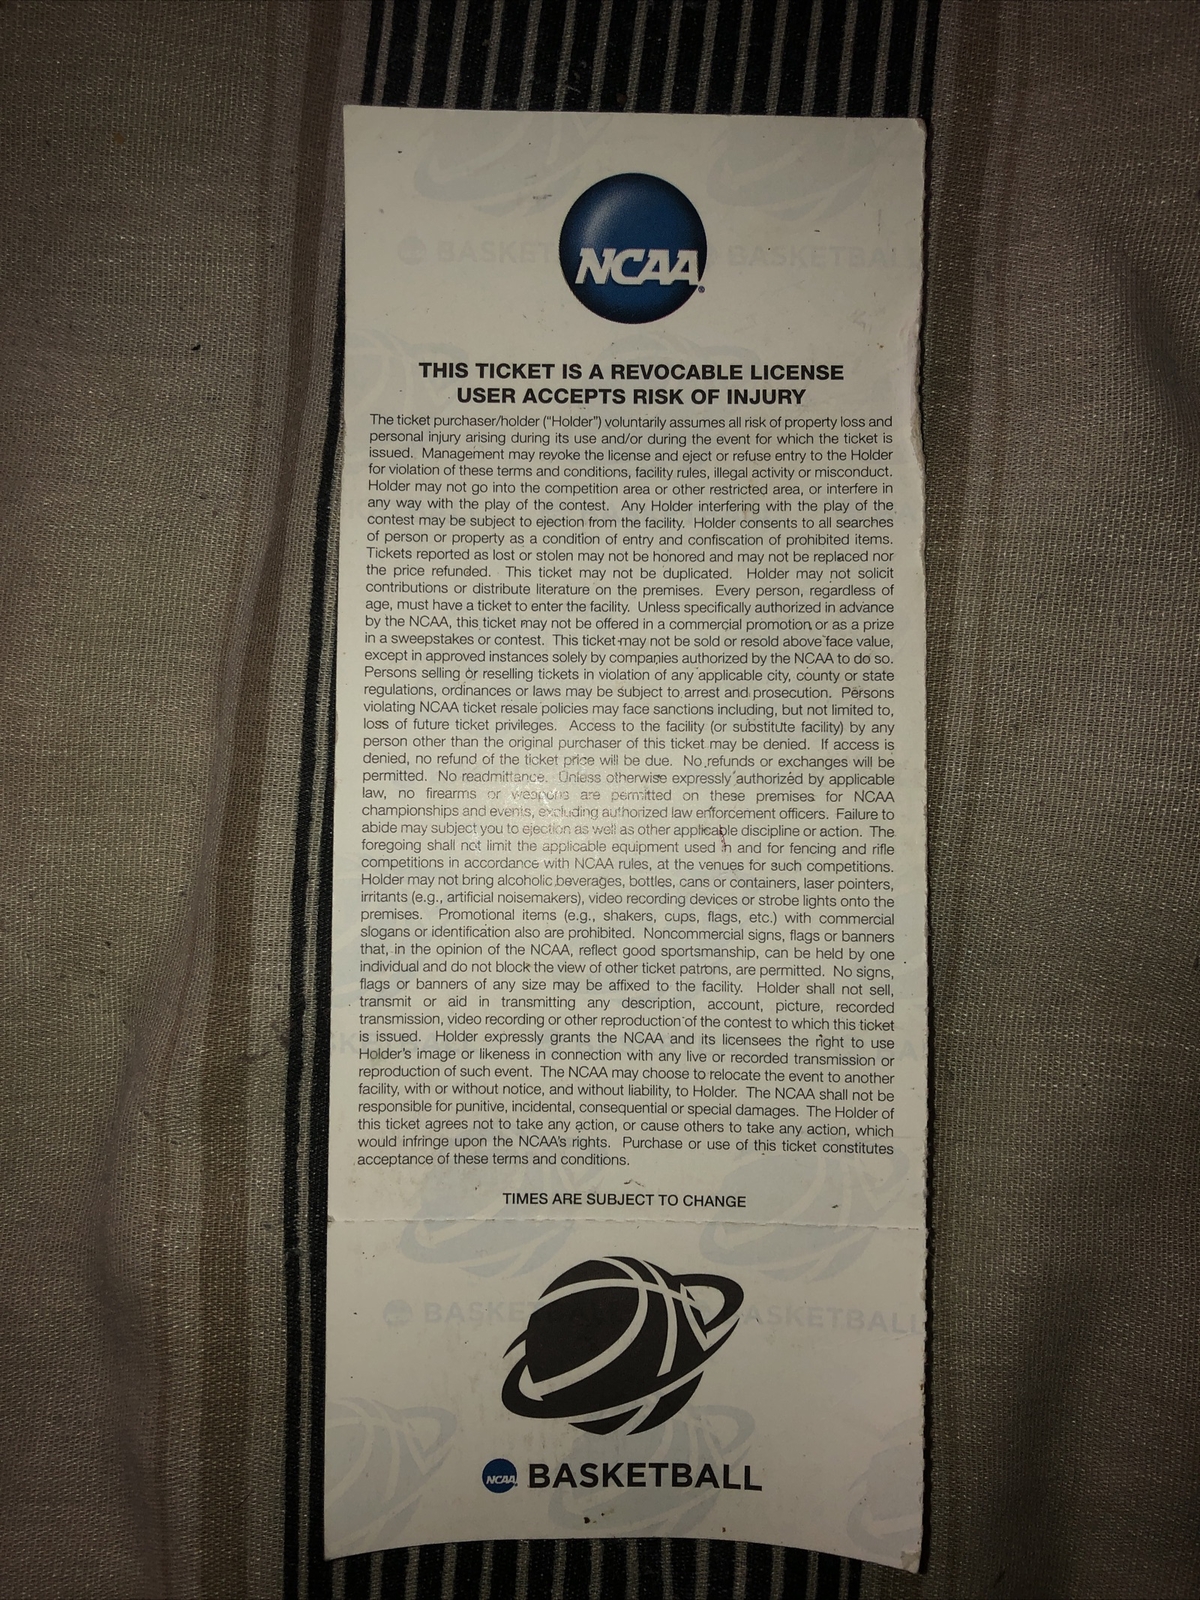 NCAA®
THIS TICKET IS A REVOCABLE LICENSE
USER ACCEPTS RISK OF INJURY
The ticket purchaser/holder (“Holder”) voluntarily assumes all risk of property loss and
personal injury arising during its use and/or during the event for which the ticket is
issued. Management may revoke the license and eject or refuse entry to the Holder
for violation of these terms and conditions, facility rules, illegal activity or misconduct.
Holder may not go into the competition area or other restricted area, or interfere in
any way with the play of the contest. Any Holder interfering with the play of the
contest may be subject to ejection from the facility. Holder consents to all searches
of person or property as a condition of entry and confiscation of prohibited items.
Tickets reported as lost or stolen may not be honored and may not be replaced nor
the price refunded. This ticket may not be duplicated. Holder may not solicit
contributions or distribute literature on the premises. Every person, regardless of
age, must have a ticket to enter the facility. Unless specifically authorized in advance
by the NCAA, this ticket may not be offered in a commercial promotion or as a prize
in a sweepstakes or contest. This ticket may not be sold or resold above face value,
except in approved instances solely by companies authorized by the NCAA to do so.
Persons selling or reselling tickets in violation of any applicable city, county or state
regulations, ordinances or laws may be subject to arrest and prosecution. Persons
violating NCAA ticket resale policies may face sanctions including, but not limited to,
loss of future ticket privileges. Access to the facility (or substitute facility) by any
person other than the original purchaser of this ticket may be denied. If access is
denied, no refund of the ticket price will be due. No refunds or exchanges will be
permitted. No readmittance. Unless otherwise expressly authorized by applicable
law, no firearms or weapons are permitted on these premises for NCAA
championships and events, excluding authorized law enforcement officers. Failure to
abide may subject you to ejection as well as other applicable discipline or action. The
foregoing shall not limit the applicable equipment used in and for fencing and rifle
competitions in accordance with NCAA rules, at the venues for such competitions.
Holder may not bring alcoholic beverages, bottles, cans or containers, laser pointers,
irritants (e.g., artificial noisemakers), video recording devices or strobe lights onto the
premises. Promotional items (e.g., shakers, cups, flags, etc.) with commercial
slogans or identification also are prohibited. Noncommercial signs, flags or banners
that, in the opinion of the NCAA, reflect good sportsmanship, can be held by one
individual and do not block the view of other ticket patrons, are permitted. No signs,
flags or banners of any size may be affixed to the facility. Holder shall not sell,
transmit or aid in transmitting any description, account, picture, recorded
transmission, video recording or other reproduction of the contest to which this ticket
is issued. Holder expressly grants the NCAA and its licensees the right to use
Holder’s image or likeness in connection with any live or recorded transmission or
reproduction of such event. The NCAA may choose to relocate the event to another
facility, with or without notice, and without liability, to Holder. The NCAA shall not be
responsible for punitive, incidental, consequential or special damages. The Holder of
this ticket agrees not to take any action, or cause others to take any action, which
would infringe upon the NCAA’s rights. Purchase or use of this ticket constitutes
acceptance of these terms and conditions.
TIMES ARE SUBJECT TO CHANGE
NCAA BASKETBALL